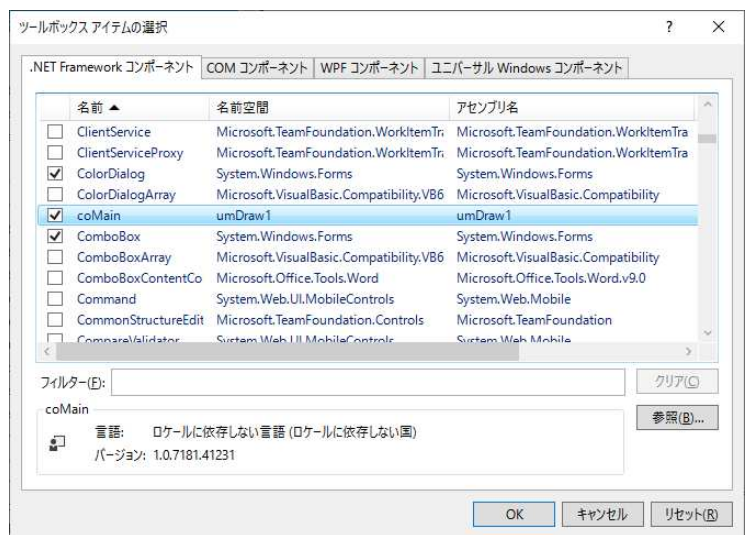 ツールボックス アイテムの選択 ? ×
.NET Framework コンポーネント COM コンポーネント WPF コンポーネント ユニバーサル Windows コンポーネント
名前 ▲ 名前空間 アセンブリ名
ClientService Microsoft.TeamFoundation.WorkItemTra Microsoft.TeamFoundation.WorkItemTra
ClientServiceProxy Microsoft.TeamFoundation.WorkItemTra Microsoft.TeamFoundation.WorkItemTra
ColorDialog System.Windows.Forms System.Windows.Forms
ColorDialogArray Microsoft.VisualBasic.Compatibility.VB6 Microsoft.VisualBasic.Compatibility
coMain umDraw1 umDraw1
ComboBox System.Windows.Forms System.Windows.Forms
ComboBoxArray Microsoft.VisualBasic.Compatibility.VB6 Microsoft.VisualBasic.Compatibility
ComboBoxContentCo Microsoft.Office.Tools.Word Microsoft.Office.Tools.Word.v9.0
Command System.Web.UI.MobileControls System.Web.Mobile
CommonStructureEdit Microsoft.TeamFoundation.Controls Microsoft.TeamFoundation
CompareValidator System.Web.UI.MobileControls System.Web.Mobile
フィルター(F): クリア(C)
coMain 参照(B)...
言語: ロケールに依存しない言語 (ロケールに依存しない国)
バージョン: 1.0.7181.41231
OK キャンセル リセット(R)